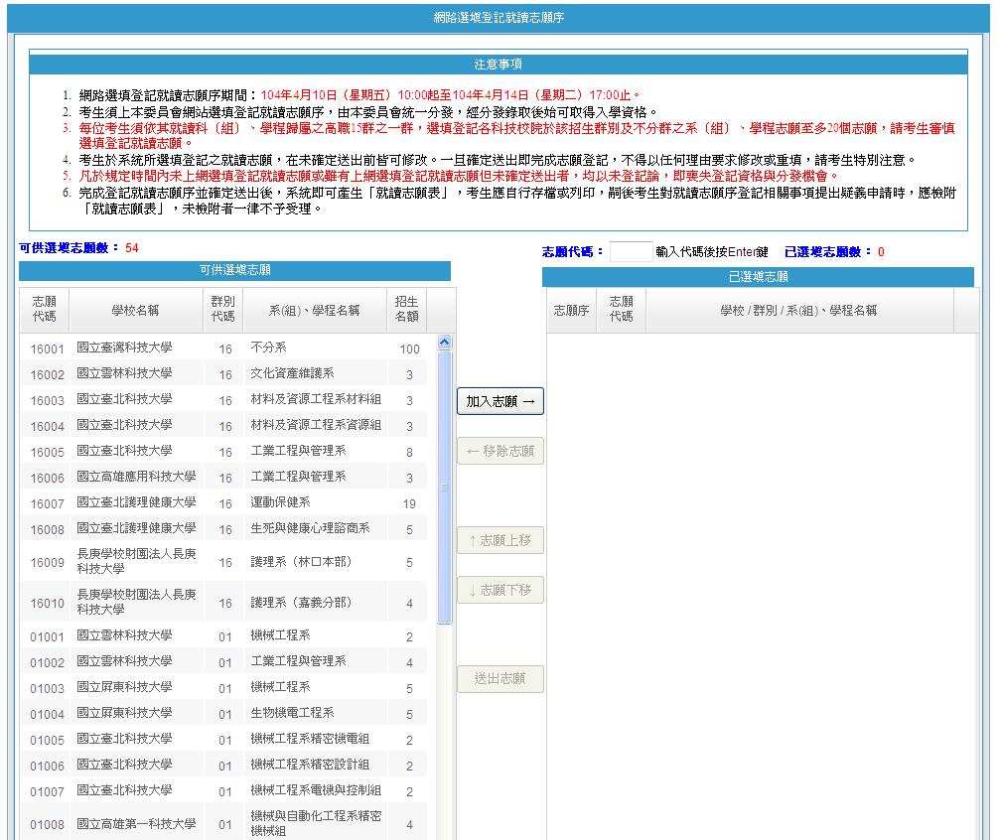 網路選填登記就讀志願序
注意事項
1. 網路選填登記就讀志願序期間：104年4月10日（星期五）10:00起至104年4月14日（星期二）17:00止。
2. 考生須上本委員會網站選填登記就讀志願序，由本委員會統一分發，經分發錄取後始可取得入學資格。
3. 每位考生須依其就讀科〔組〕、學程歸屬之高職15群之一群，選填登記各科技校院於該招生群別及不分群之系〔組〕、學程志願至多20個志願，請考生審慎
選填登記就讀志願。
4. 考生於系統所選填登記之就讀志願，在未確定送出前皆可修改。一旦確定送出即完成志願登記，不得以任何理由要求修改或重填，請考生特別注意。
5. 凡於規定時間內未上網選填登記就讀志願或雖有上網選填登記就讀志願但未確定送出者，均以未登記論，即喪失登記資格與分發機會。
6. 完成登記就讀志願序並確定送出後，系統即可產生「就讀志願表」，考生應自行存檔或列印，嗣後考生對就讀志願序登記相關事項提出疑義申請時，應檢附
「就讀志願表」，未檢附者一律不予受理。
可供選填志願數： 54
志願代碼： 輸入代碼後按Enter鍵 已選填志願數： 0
可供選填志願
已選填志願
志願代碼 學校名稱 群別代碼 系(組)、學程名稱 招生名額
志願序 志願代碼 學校 / 群別 / 系(組)、學程名稱
16001 國立臺灣科技大學 16 不分系 100
16002 國立雲林科技大學 16 文化資產維護系 3
16003 國立臺北科技大學 16 材料及資源工程系材料組 3
16004 國立臺北科技大學 16 材料及資源工程系資源組 3
16005 國立臺北科技大學 16 工業工程與管理系 8
16006 國立高雄應用科技大學 16 工業工程與管理系 3
16007 國立臺北護理健康大學 16 運動保健系 19
16008 國立臺北護理健康大學 16 生死與健康心理諮商系 5
16009 長庚學校財團法人長庚科技大學 16 護理系（林口本部） 5
16010 長庚學校財團法人長庚科技大學 16 護理系（嘉義分部） 4
01001 國立雲林科技大學 01 機械工程系 2
01002 國立雲林科技大學 01 工業工程與管理系 4
01003 國立屏東科技大學 01 機械工程系 5
01004 國立屏東科技大學 01 生物機電工程系 5
01005 國立臺北科技大學 01 機械工程系精密機電組 2
01006 國立臺北科技大學 01 機械工程系精密設計組 2
01007 國立臺北科技大學 01 機械工程系電機與控制組 2
01008 國立高雄第一科技大學 01 機械與自動化工程系精密機械組 4
加入志願 →
← 移除志願
↑ 志願上移
↓ 志願下移
送出志願